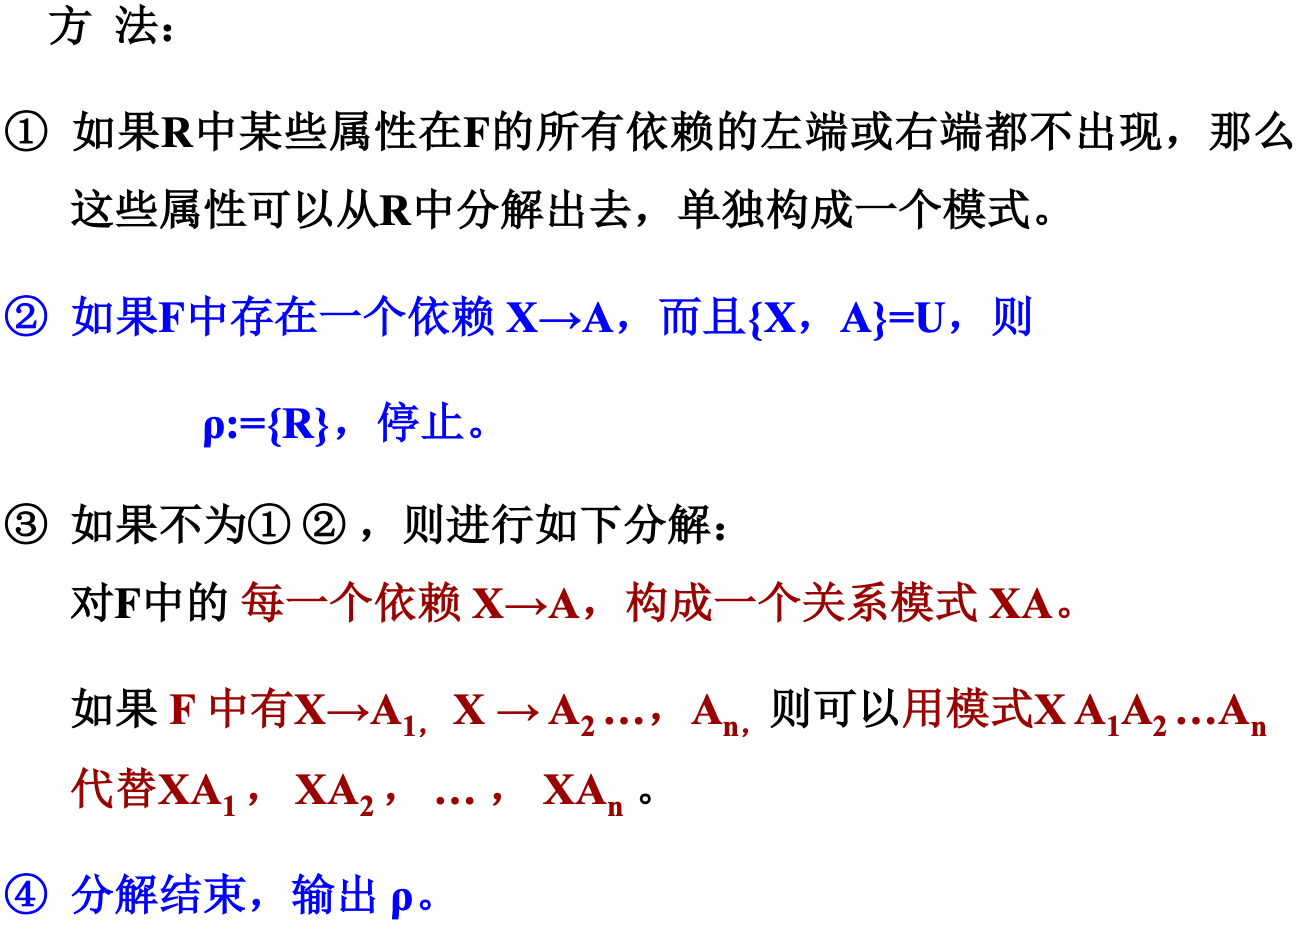 方 法：
① 如果R中某些属性在F的所有依赖的左端或右端都不出现，那么
这些属性可以从R中分解出去，单独构成一个模式。
② 如果F中存在一个依赖 X→A，而且{X，A}=U，则
ρ:={R}，停止。
③ 如果不为① ② ，则进行如下分解：
对F中的 每一个依赖 X→A，构成一个关系模式 XA。
如果 F 中有X→A₁，X → A₂ …，Aₙ，则可以用模式X A₁A₂ …Aₙ
代替XA₁ ， XA₂ ， … ， XAₙ 。
④ 分解结束，输出 ρ。